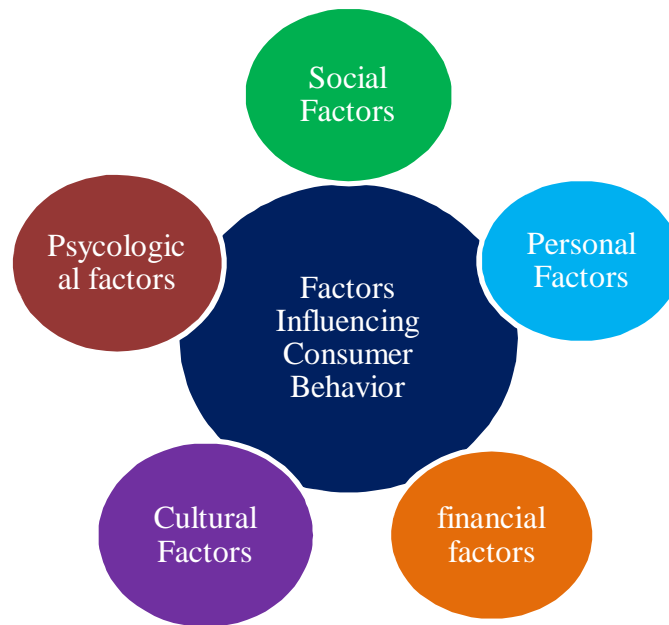 Social
Factors
Psycologic
al factors
Personal
Factors
Factors
Influencing
Consumer
Behavior
Cultural
Factors
financial
factors